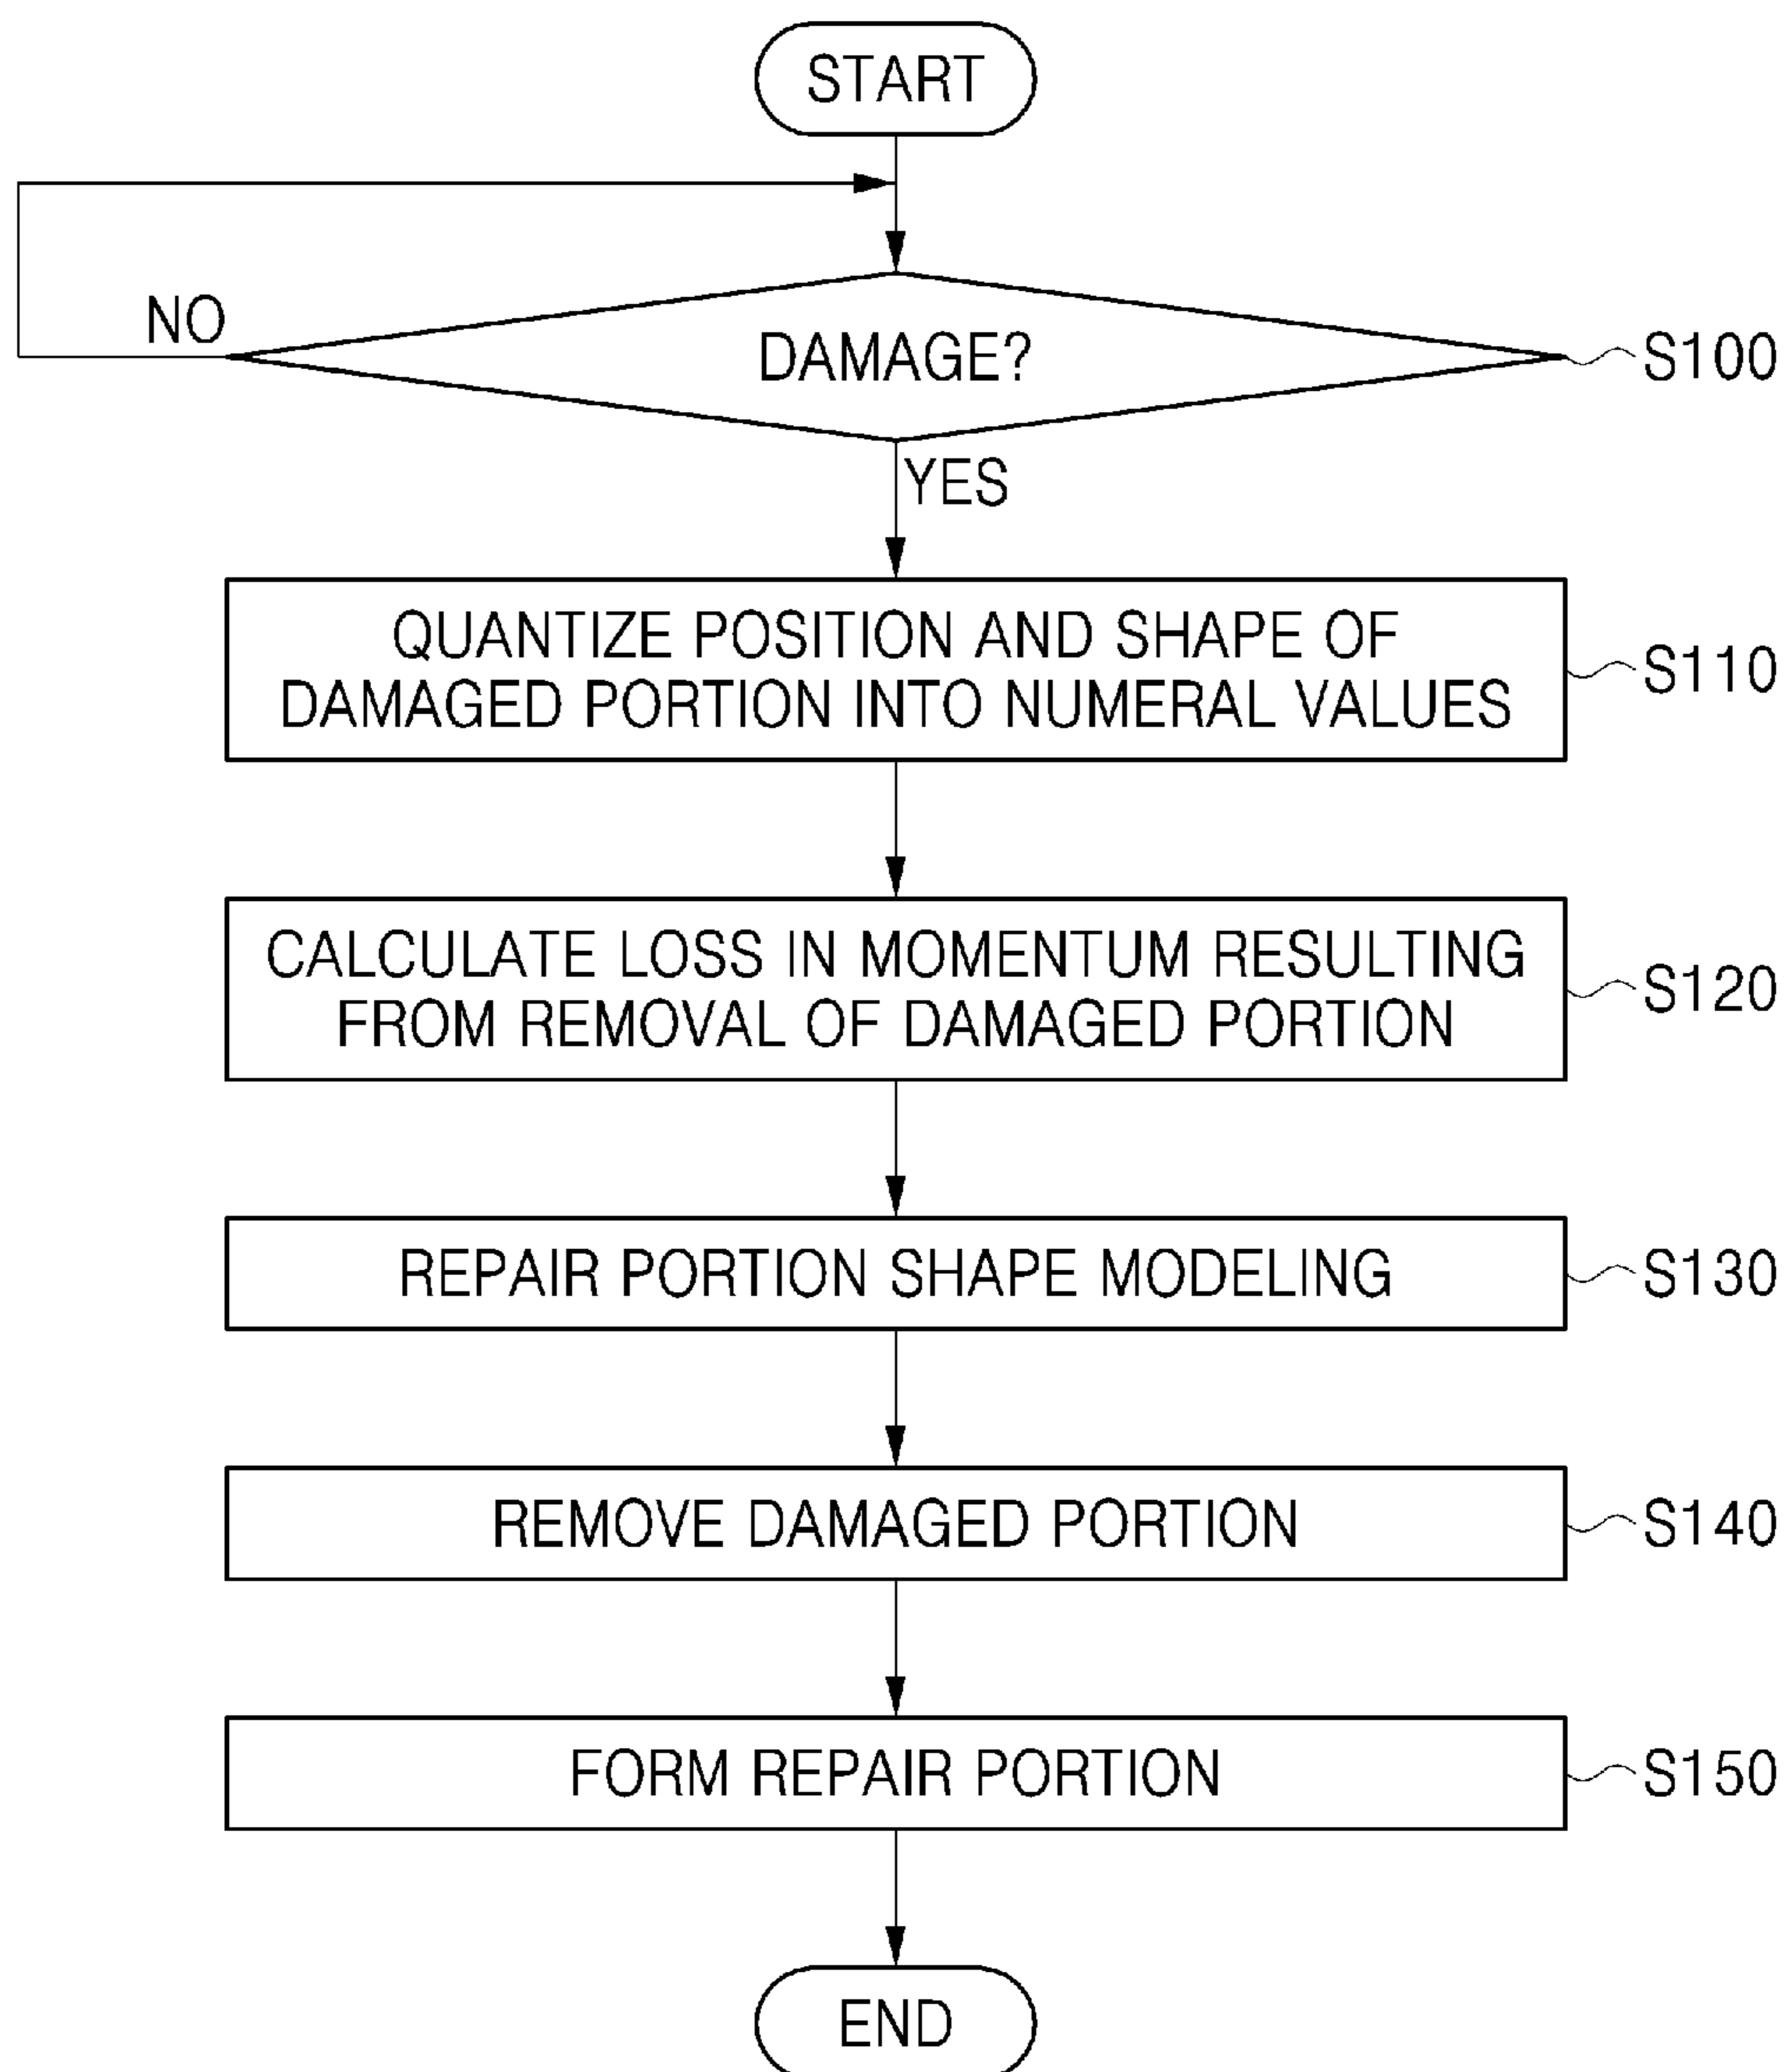 START
NO
DAMAGE?
S100
YES
QUANTIZE POSITION AND SHAPE OF
DAMAGED PORTION INTO NUMERAL VALUES
S110
CALCULATE LOSS IN MOMENTUM RESULTING
FROM REMOVAL OF DAMAGED PORTION
S120
REPAIR PORTION SHAPE MODELING
S130
REMOVE DAMAGED PORTION
S140
FORM REPAIR PORTION
S150
END